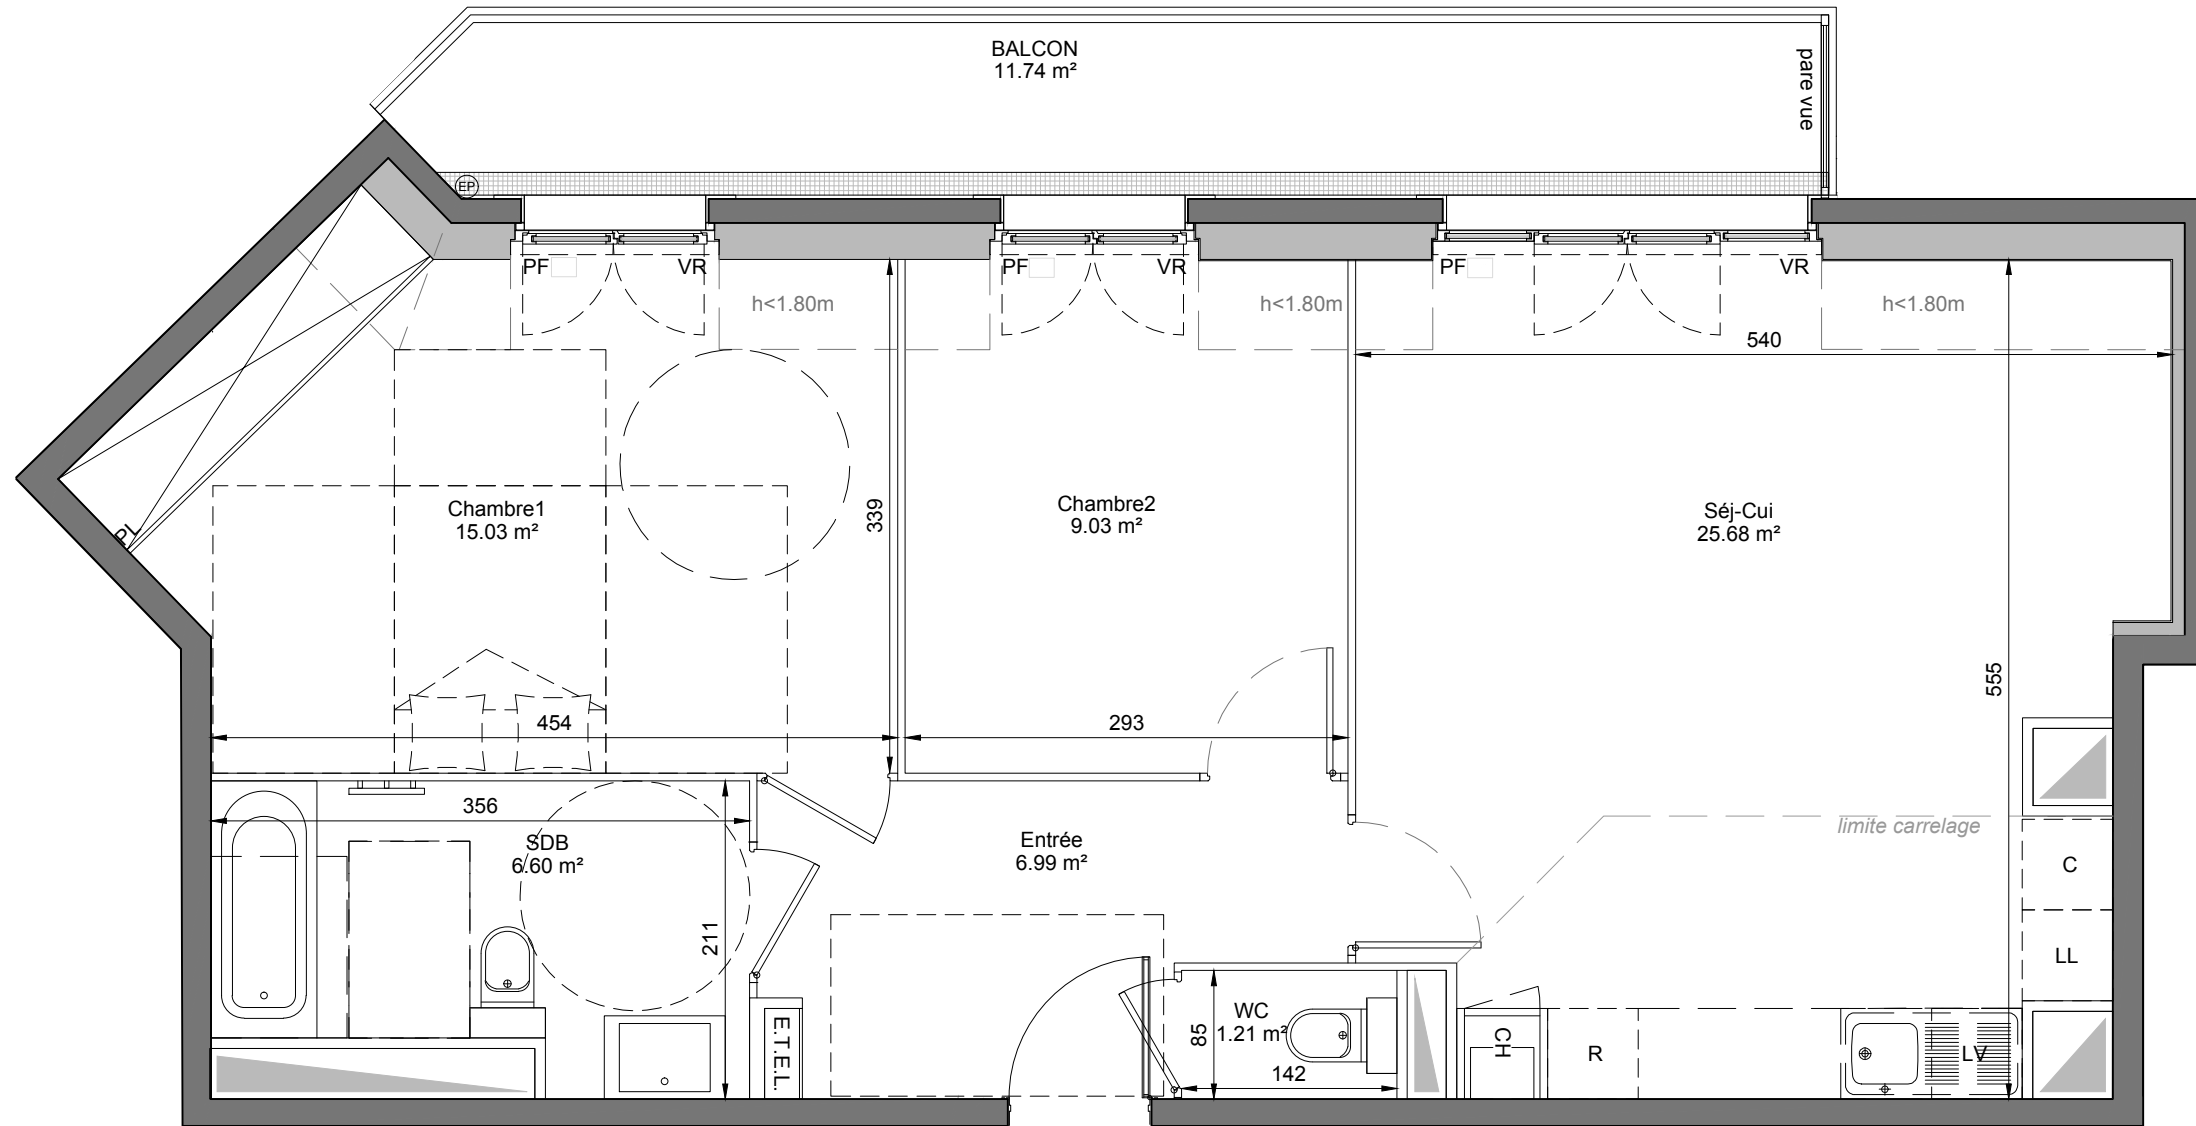 BALCON
11.74 m²
pare vue
EP
PF
VR
PF
VR
PF
VR
h<1.80m
h<1.80m
h<1.80m
540
Chambre1
15.03 m²
339
Chambre2
9.03 m²
Séj-Cui
25.68 m²
PL
454
293
555
356
SDB
6.60 m²
Entrée
6.99 m²
limite carrelage
C
211
LL
E.T.E.L.
85
WC
1.21 m²
142
CH
R
LV